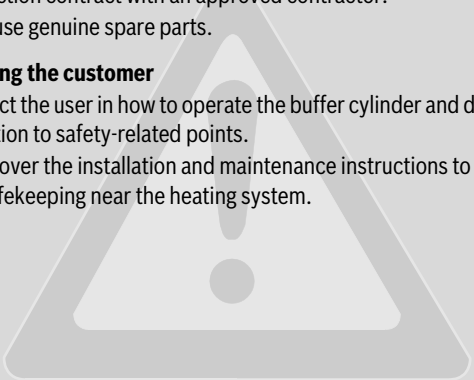 ction contract with an approved contractor.
use genuine spare parts.
ng the customer
ct the user in how to operate the buffer cylinder and d
tion to safety-related points.
over the installation and maintenance instructions to
fekeeping near the heating system.